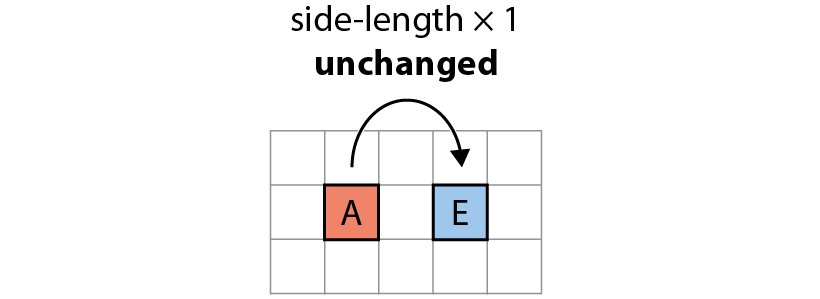 side-length × 1
unchanged
A
E